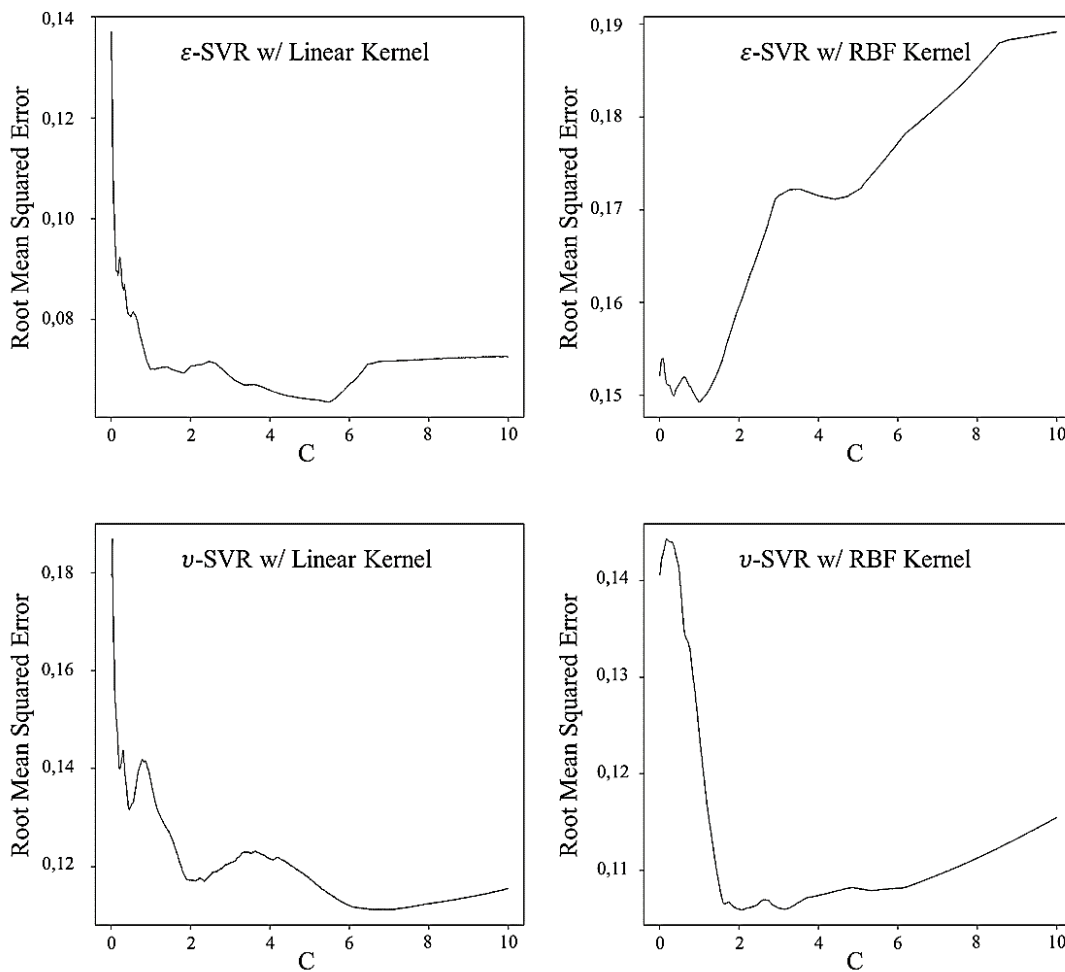 ε-SVR w/ Linear Kernel
Root Mean Squared Error
0,14
0,12
0,10
0,08
0 2 4 6 8 10
C
ε-SVR w/ RBF Kernel
Root Mean Squared Error
0,19
0,18
0,17
0,16
0,15
0 2 4 6 8 10
C
υ-SVR w/ Linear Kernel
Root Mean Squared Error
0,18
0,16
0,14
0,12
0 2 4 6 8 10
C
υ-SVR w/ RBF Kernel
Root Mean Squared Error
0,14
0,13
0,12
0,11
0 2 4 6 8 10
C